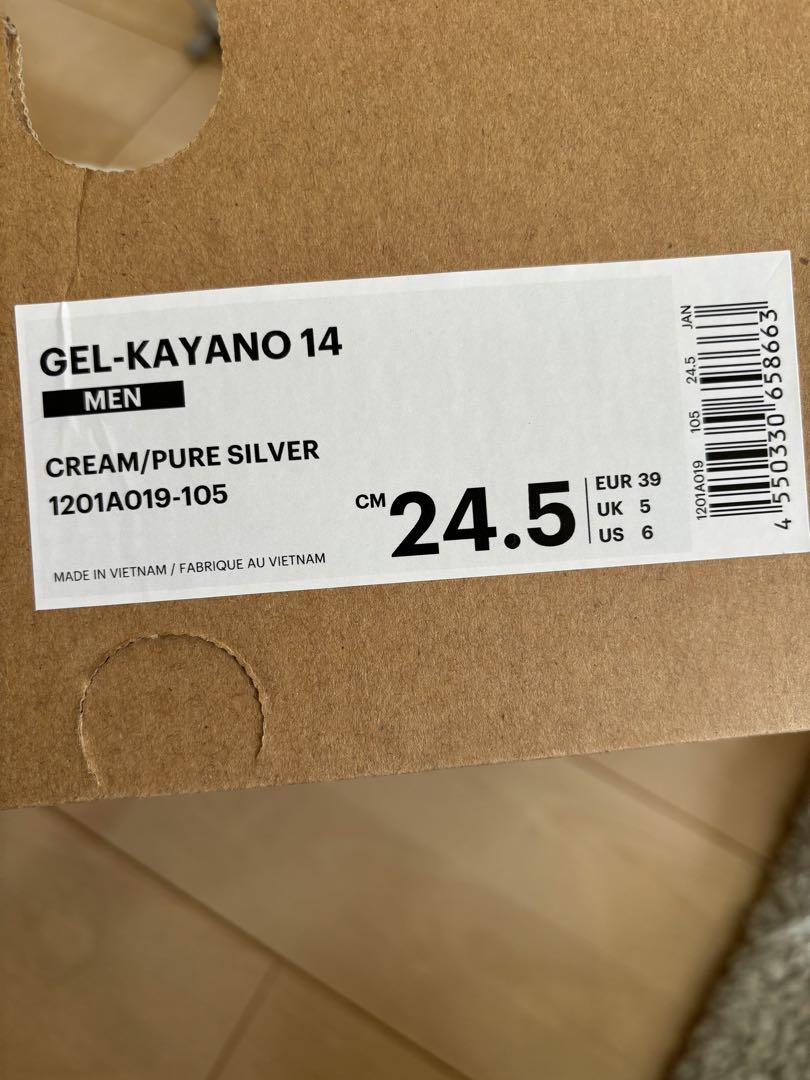 GEL-KAYANO 14
MEN
CREAM/PURE SILVER
1201A019-105
MADE IN VIETNAM / FABRIQUE AU VIETNAM
CM 24.5
EUR 39
UK 5
US 6
1201A019 105 24.5 JAN
4 550330 658663